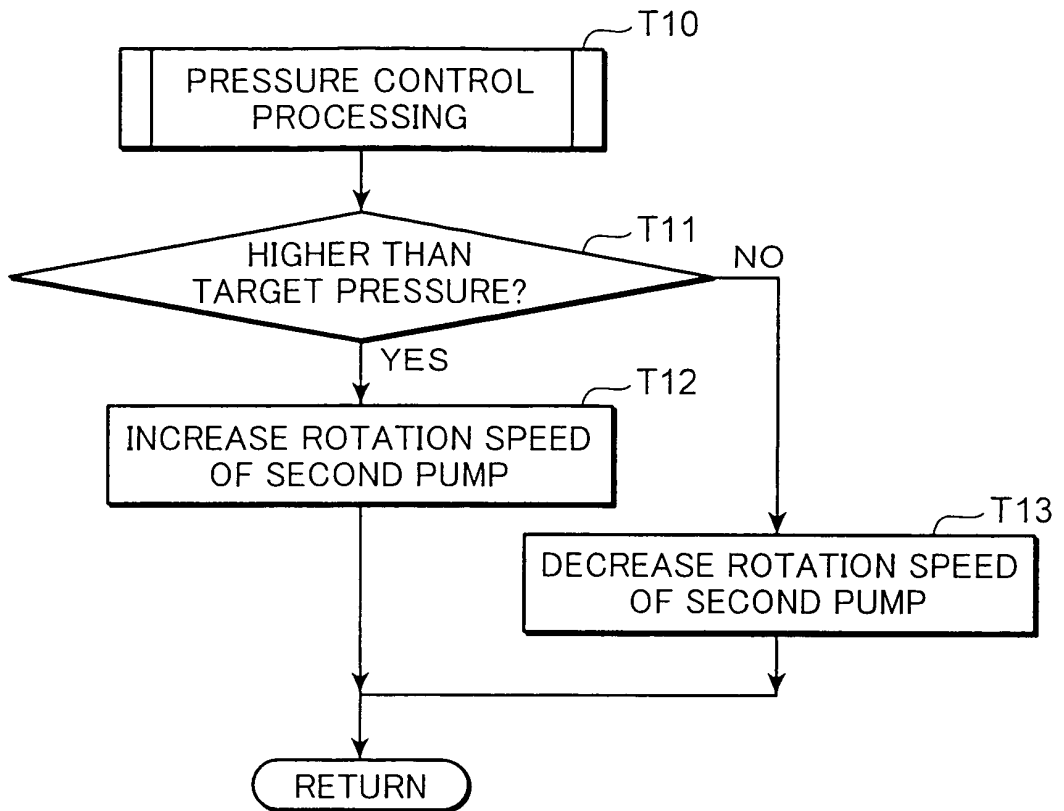 T10
PRESSURE CONTROL
PROCESSING
T11
HIGHER THAN
TARGET PRESSURE?
NO
YES
T12
INCREASE ROTATION SPEED
OF SECOND PUMP
T13
DECREASE ROTATION SPEED
OF SECOND PUMP
RETURN